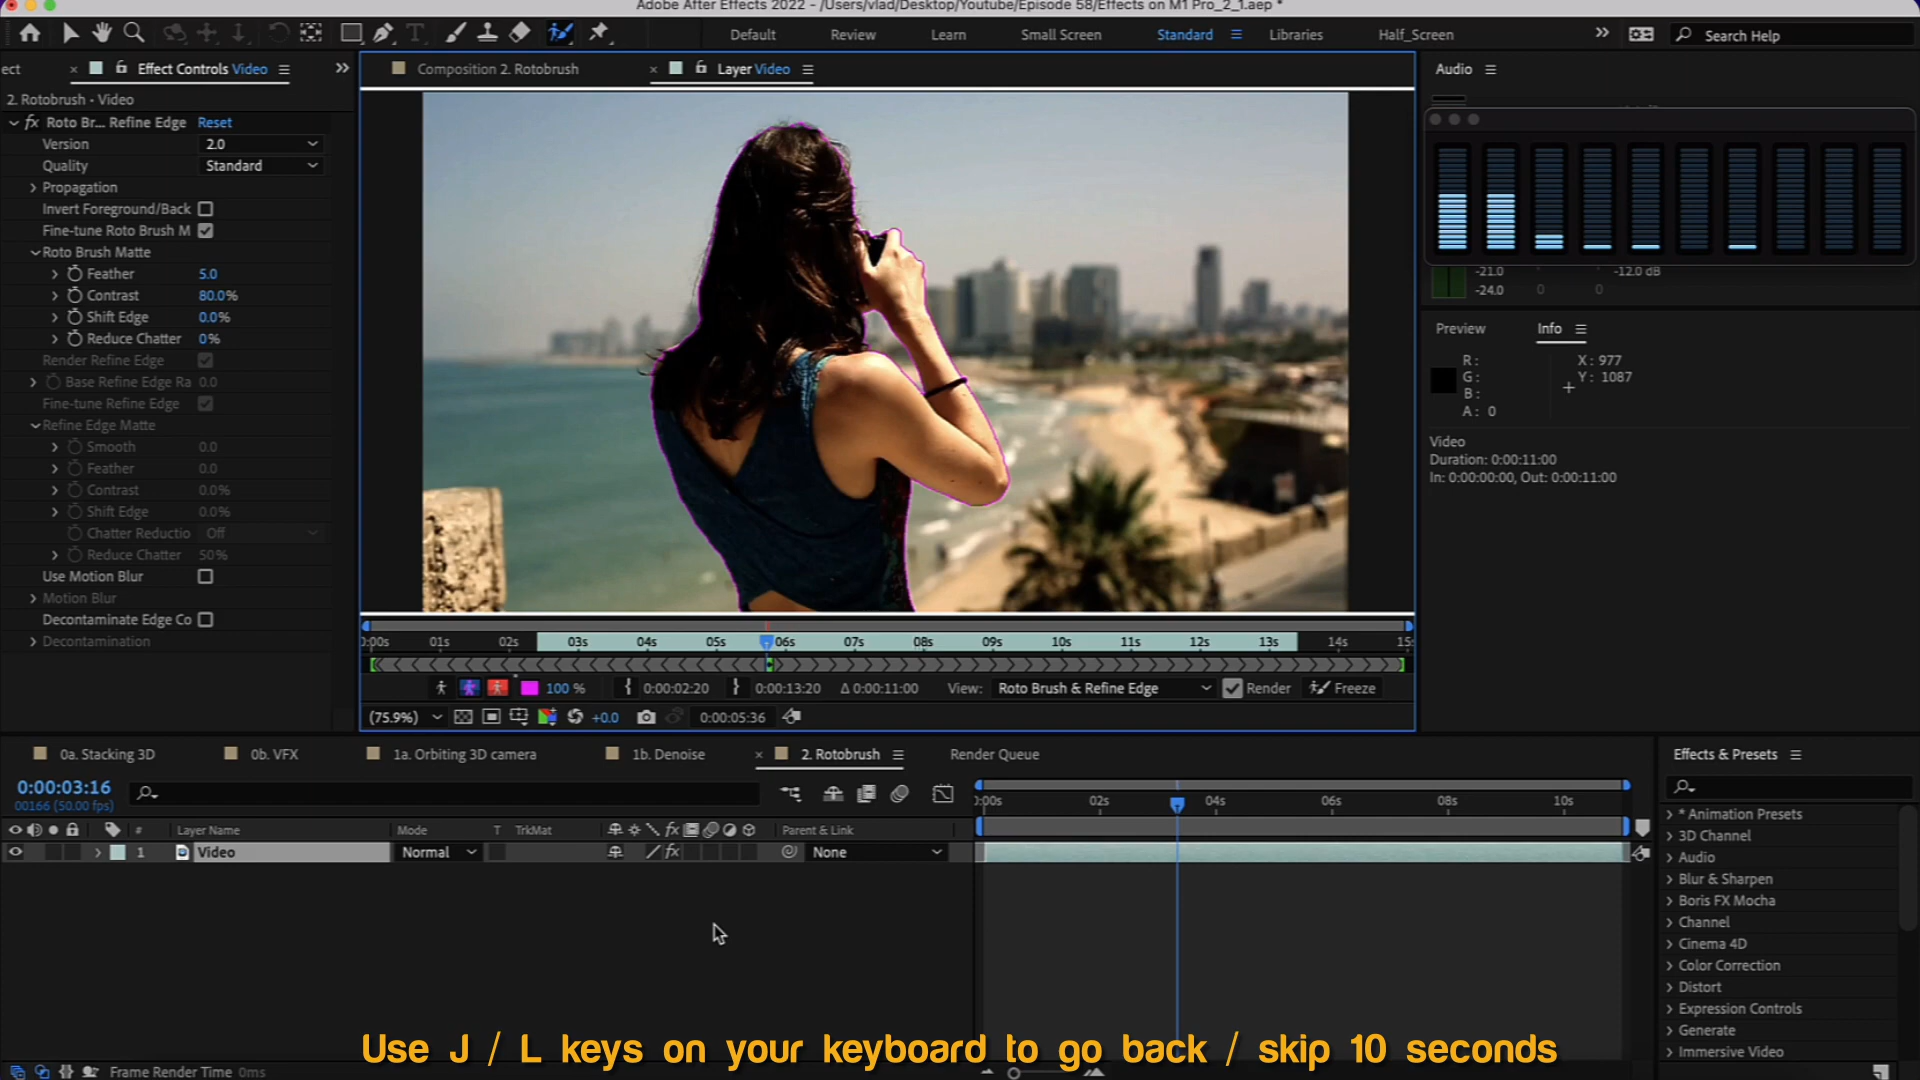 Adobe After Effects 2022 - /Users/vlad/Desktop/Youtube/Episode 58/Effects on M1 Pro_2_1.aep *
Default
Review
Learn
Small Screen
Standard
Libraries
Half_Screen
Search Help
ect
Effect Controls Video
Composition 2. Rotobrush
Layer Video
Audio
2. Rotobrush • Video
fx Roto Br... Refine Edge Reset
Version 2.0
Quality Standard
Propagation
Invert Foreground/Back
Fine-tune Roto Brush M
Roto Brush Matte
Feather 5.0
Contrast 80.0%
Shift Edge 0.0%
Reduce Chatter 0%
Render Refine Edge
Base Refine Edge Ra 0.0
Fine-tune Refine Edge
Refine Edge Matte
Smooth 0.0
Feather 0.0
Contrast 0.0%
Shift Edge 0.0%
Chatter Reductio Off
Reduce Chatter 50%
Use Motion Blur
Motion Blur
Decontaminate Edge Co
Decontamination
-21.0 -12.0 dB
-24.0 0 0
Preview Info
R: X: 977
G: Y: 1087
B:
A: 0
Video
Duration: 0:00:11:00
In: 0:00:00:00, Out: 0:00:11:00
0:00s 01s 02s 03s 04s 05s 06s 07s 08s 09s 10s 11s 12s 13s 14s 15s
100 % 0:00:02:20 0:00:13:20 Δ 0:00:11:00 View: Roto Brush & Refine Edge Render Freeze
(75.9%) +0.0 0:00:05:36
0a. Stacking 3D
0b. VFX
1a. Orbiting 3D camera
1b. Denoise
2. Rotobrush
Render Queue
Effects & Presets
0:00:03:16
00166 (50.00 fps)
0:00s 02s 04s 06s 08s 10s
# Layer Name Mode T TrkMat fx Parent & Link
1 Video Normal fx None
* Animation Presets
3D Channel
Audio
Blur & Sharpen
Boris FX Mocha
Channel
Cinema 4D
Color Correction
Distort
Expression Controls
Generate
Immersive Video
Use J / L keys on your keyboard to go back / skip 10 seconds
Frame Render Time 0ms